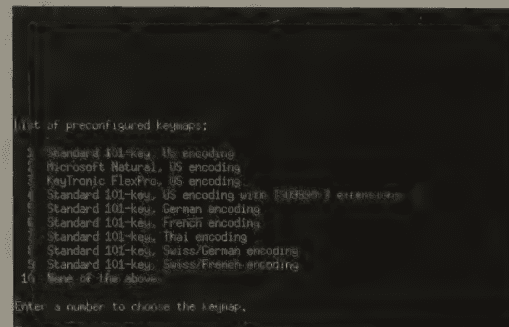 List of preconfigured keymaps:
1 Standard 101-key, US encoding
Microsoft Natural, US encoding
KeyTronic FlexPro, US encoding
Standard 101-key, US encoding with extensions
Standard 101-key, German encoding
Standard 101-key, French encoding
Standard 101-key, Thai encoding
Standard 101-key, Swiss/German encoding
Standard 101-key, Swiss/French encoding
10 None of the above
Enter a number to choose the keymap.